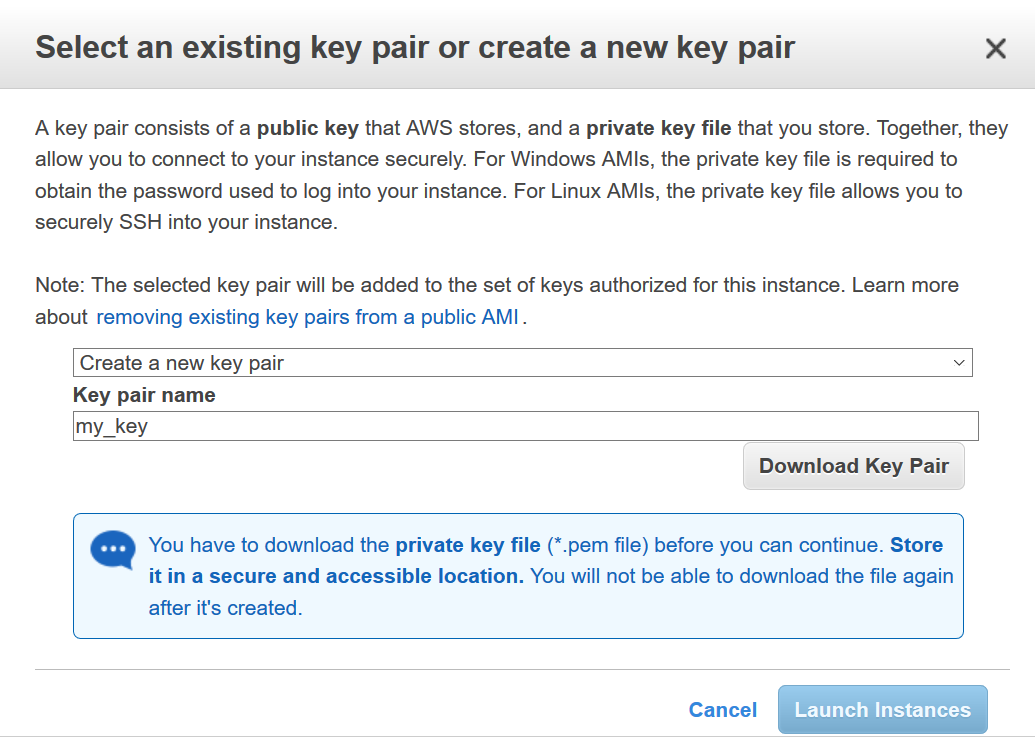 Select an existing key pair or create a new key pair
A key pair consists of a public key that AWS stores, and a private key file that you store. Together, they
allow you to connect to your instance securely. For Windows AMIs, the private key file is required to
obtain the password used to log into your instance. For Linux AMIs, the private key file allows you to
securely SSH into your instance.
Note: The selected key pair will be added to the set of keys authorized for this instance. Learn more
about removing existing key pairs from a public AMI .
Create a new key pair
Key pair name
my_key
Download Key Pair
You have to download the private key file (*.pem file) before you can continue. Store
it in a secure and accessible location. You will not be able to download the file again
after it's created.
Cancel Launch Instances